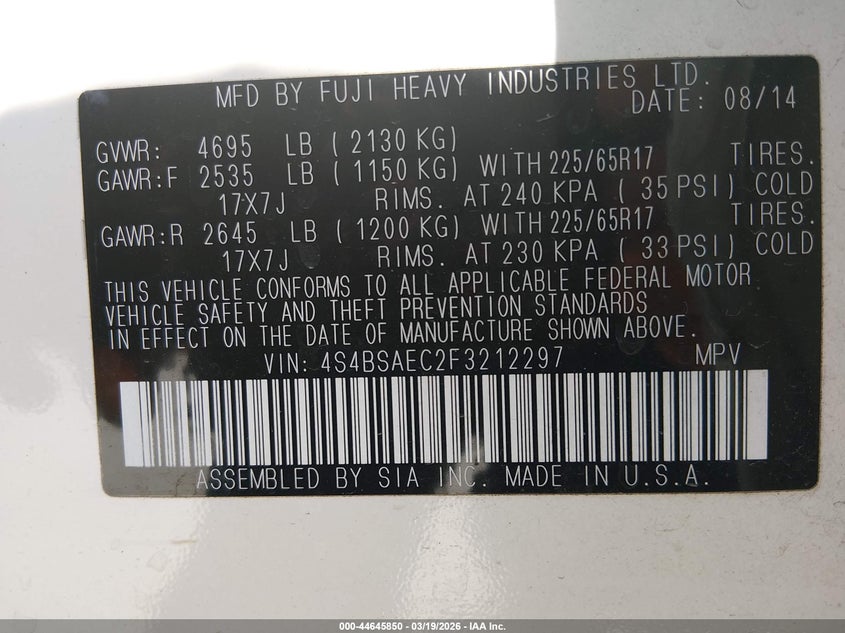 MFD BY FUJI HEAVY INDUSTRIES LTD.
DATE: 08/14
GVWR: 4695 LB ( 2130 KG)
GAWR:F 2535 LB ( 1150 KG) WITH 225/65R17 TIRES.
17X7J RIMS. AT 240 KPA ( 35 PSI) COLD
GAWR:R 2645 LB ( 1200 KG) WITH 225/65R17 TIRES.
17X7J RIMS. AT 230 KPA ( 33 PSI) COLD
THIS VEHICLE CONFORMS TO ALL APPLICABLE FEDERAL MOTOR
VEHICLE SAFETY AND THEFT PREVENTION STANDARDS
IN EFFECT ON THE DATE OF MANUFACTURE SHOWN ABOVE.
VIN: 4S4BSAEC2F3212297 MPV
ASSEMBLED BY SIA INC. MADE IN U.S.A.
000-44645850 - 03/19/2026 - IAA Inc.